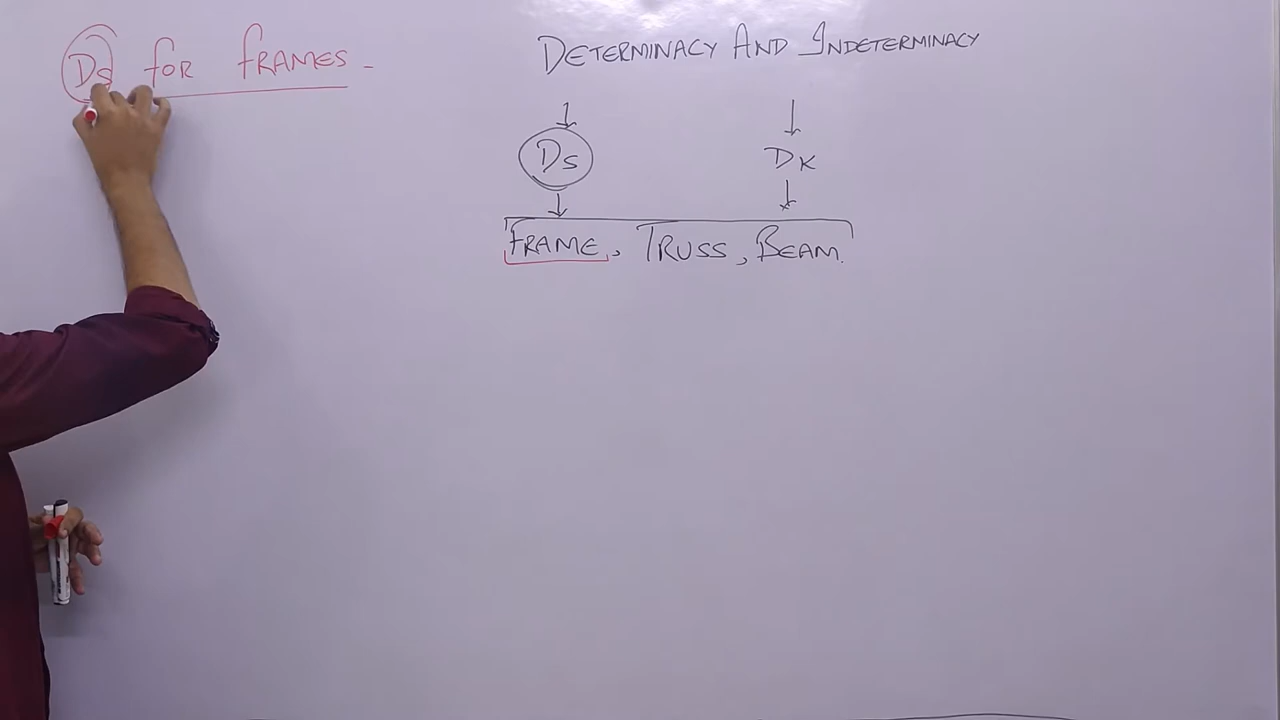 Ds for FRAMES -
DETERMINACY AND INDETERMINACY
Ds DK
FRAME, TRUSS, BEAM.